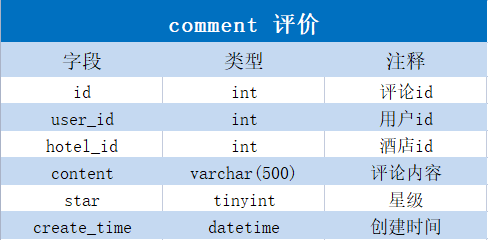 comment 评价
字段 类型 注释
id int 评论id
user_id int 用户id
hotel_id int 酒店id
content varchar(500) 评论内容
star tinyint 星级
create_time datetime 创建时间